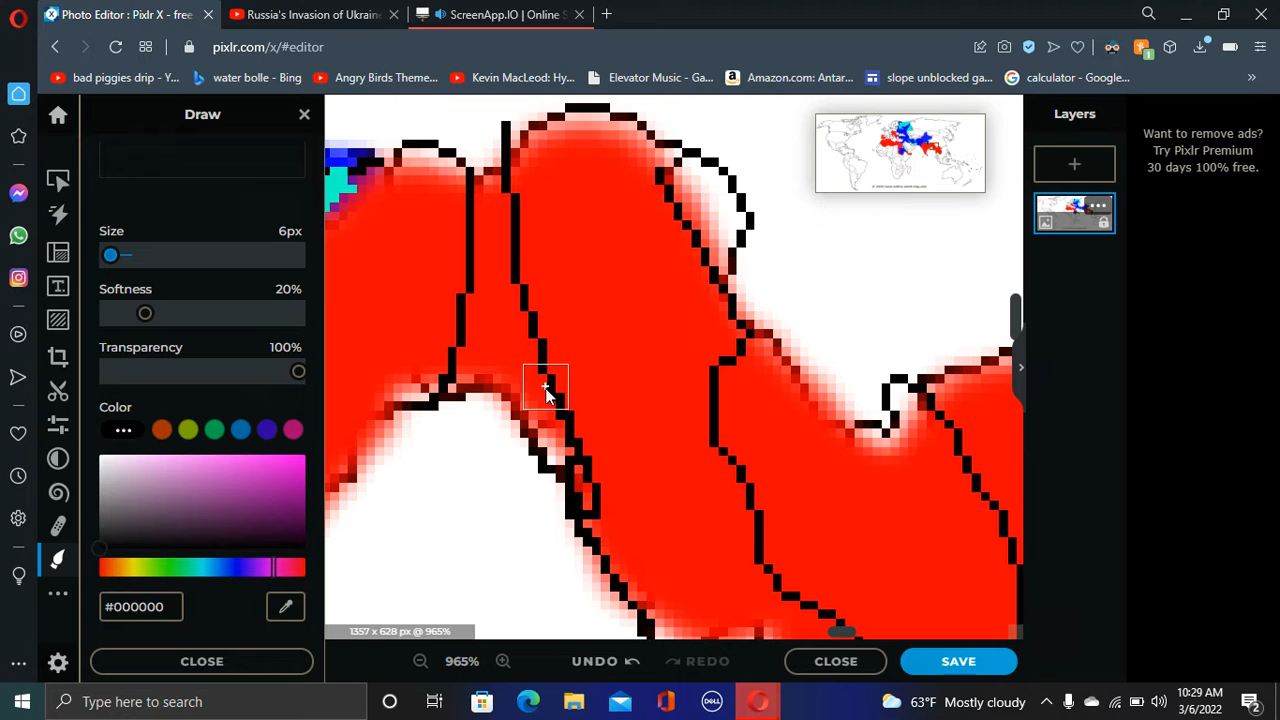 Photo Editor : Pixlr X - free
Russia's Invasion of Ukrain
ScreenApp.IO | Online S
pixlr.com/x/#editor
bad piggies drip - Y...
water bolle - Bing
Angry Birds Theme...
Kevin MacLeod: Imp...
Elevator Music - Ga...
Amazon.com: Antar...
slope unblocked ga...
calculator - Google...
Draw
Layers
Want to remove ads?
Try Pixlr Premium
30 days 100% free.
Size
6px
Softness
20%
Transparency
100%
Color
#000000
CLOSE
1357 x 628 px @ 965%
965%
UNDO
REDO
CLOSE
SAVE
Type here to search
DELL
63°F Mostly cloudy
8:29 AM
3/6/2022
2